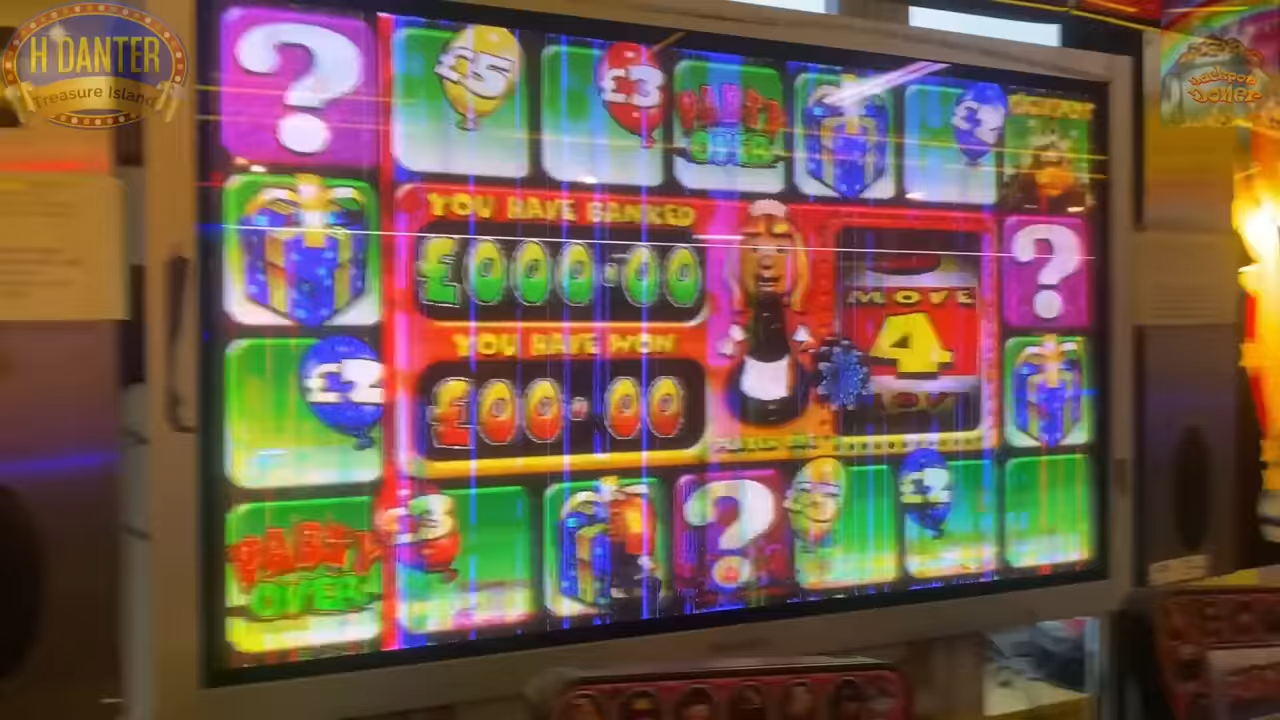 H DANTER
Treasure Island
?
£5
£3
PARTY
OVER
£2
YOU HAVE BANKED
£000.00
?
MOVE
4
YOU HAVE WON
£00.00
£2
PARTY
OVER
£3
?
£5
£2